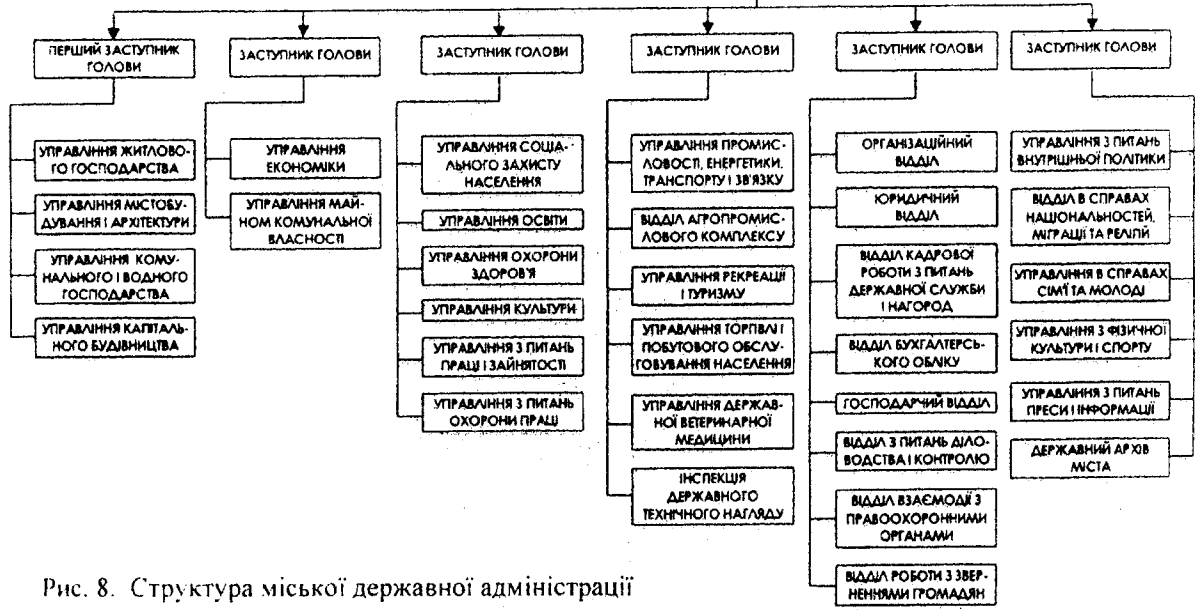 ПЕРШИЙ ЗАСТУПНИК
ГОЛОВИ
ЗАСТУПНИК ГОЛОВИ
ЗАСТУПНИК ГОЛОВИ
ЗАСТУПНИК ГОЛОВИ
ЗАСТУПНИК ГОЛОВИ
ЗАСТУПНИК ГОЛОВИ
УПРАВЛІННЯ ЖИТЛОВО-
ГО ГОСПОДАРСТВА
УПРАВЛІННЯ МІСТОБУ-
ДУВАННЯ І АРХІТЕКТУРИ
УПРАВЛІННЯ КОМУ-
НАЛЬНОГО І ВОДНОГО
ГОСПОДАРСТВА
УПРАВЛІННЯ КАПІТАЛЬ-
НОГО БУДІВНИЦТВА
УПРАВЛІННЯ
ЕКОНОМІКИ
УПРАВЛІННЯ МАЙ-
НОМ КОМУНАЛЬНОЇ
ВЛАСНОСТІ
УПРАВЛІННЯ СОЦІА-
ЛЬНОГО ЗАХИСТУ
НАСЕЛЕННЯ
УПРАВЛІННЯ ОСВІТИ
УПРАВЛІННЯ ОХОРОНИ
ЗДОРОВ'Я
УПРАВЛІННЯ КУЛЬТУРИ
УПРАВЛІННЯ З ПИТАНЬ
ПРАЦІ І ЗАЙНЯТОСТІ
УПРАВЛІННЯ З ПИТАНЬ
ОХОРОНИ ПРАЦІ
УПРАВЛІННЯ ПРОМИС-
ЛОВОСТІ, ЕНЕРГЕТИКИ,
ТРАНСПОРТУ І ЗВ'ЯЗКУ
ВІДДІЛ АГРОПРОМИС-
ЛОВОГО КОМПЛЕКСУ
УПРАВЛІННЯ РЕКРЕАЦІЇ
І ТУРИЗМУ
УПРАВЛІННЯ ТОРГІВЛІ І
ПОБУТОВОГО ОБСЛУ-
ГОВУВАННЯ НАСЕЛЕННЯ
УПРАВЛІННЯ ДЕРЖАВ-
НОЇ ВЕТЕРИНАРНОЇ
МЕДИЦИНИ
ІНСПЕКЦІЯ
ДЕРЖАВНОГО
ТЕХНІЧНОГО НАГЛЯДУ
ОРГАНІЗАЦІЙНИЙ
ВІДДІЛ
ЮРИДИЧНИЙ
ВІДДІЛ
ВІДДІЛ КАДРОВОЇ
РОБОТИ З ПИТАНЬ
ДЕРЖАВНОЇ СЛУЖБИ
І НАГОРОД
ВІДДІЛ БУХГАЛТЕРСЬ-
КОГО ОБЛІКУ
ГОСПОДАРЧИЙ ВІДДІЛ
ВІДДІЛ З ПИТАНЬ ДІЛО-
ВОДСТВА І КОНТРОЛЮ
ВІДДІЛ ВЗАЄМОДІЇ З
ПРАВООХОРОННИМИ
ОРГАНАМИ
ВІДДІЛ РОБОТИ З ЗВЕР-
НЕННЯМИ ГРОМАДЯН
УПРАВЛІННЯ З ПИТАНЬ
ВНУТРІШНЬОЇ ПОЛІТИКИ
ВІДДІЛ В СПРАВАХ
НАЦІОНАЛЬНОСТЕЙ,
МІГРАЦІЇ ТА РЕЛІГІЙ
УПРАВЛІННЯ В СПРАВАХ
СІМ'Ї ТА МОЛОДІ
УПРАВЛІННЯ З ФІЗИЧНОЇ
КУЛЬТУРИ І СПОРТУ
УПРАВЛІННЯ З ПИТАНЬ
ПРЕСИ І ІНФОРМАЦІЇ
ДЕРЖАВНИЙ АРХІВ
МІСТА
Рис. 8. Структура міської державної адміністрації